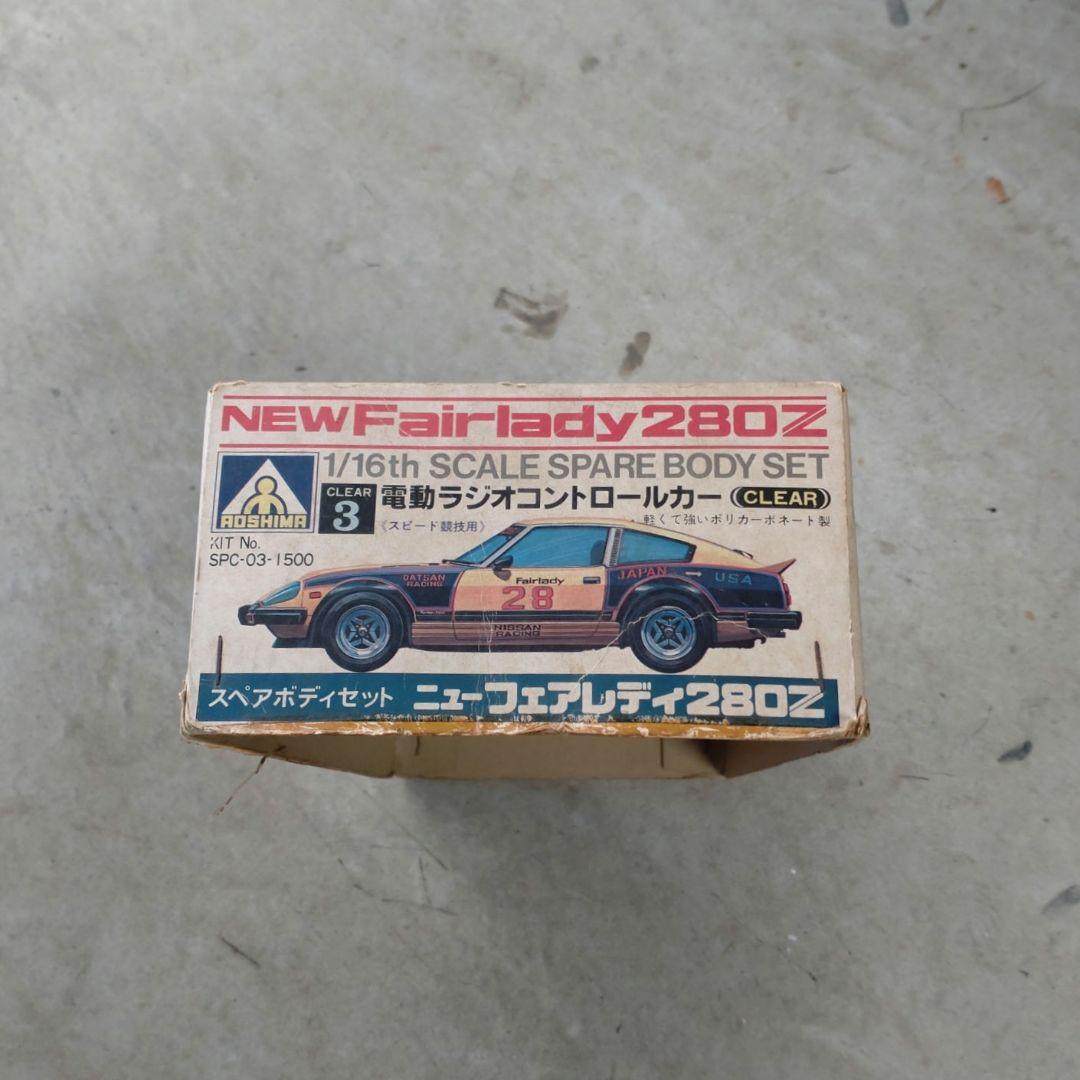 NEW Fairlady 280Z
1/16th SCALE SPARE BODY SET
AOSHIMA
CLEAR 3
電動ラジオコントロールカー (CLEAR)
《スピード競技用》
軽くて強いポリカーボネート製
KIT No.
SPC-03-1500
DATSAN
RACING
Fairlady
28
JAPAN
USA
NISSAN
RACING
スペアボディセット ニューフェアレディ280Z